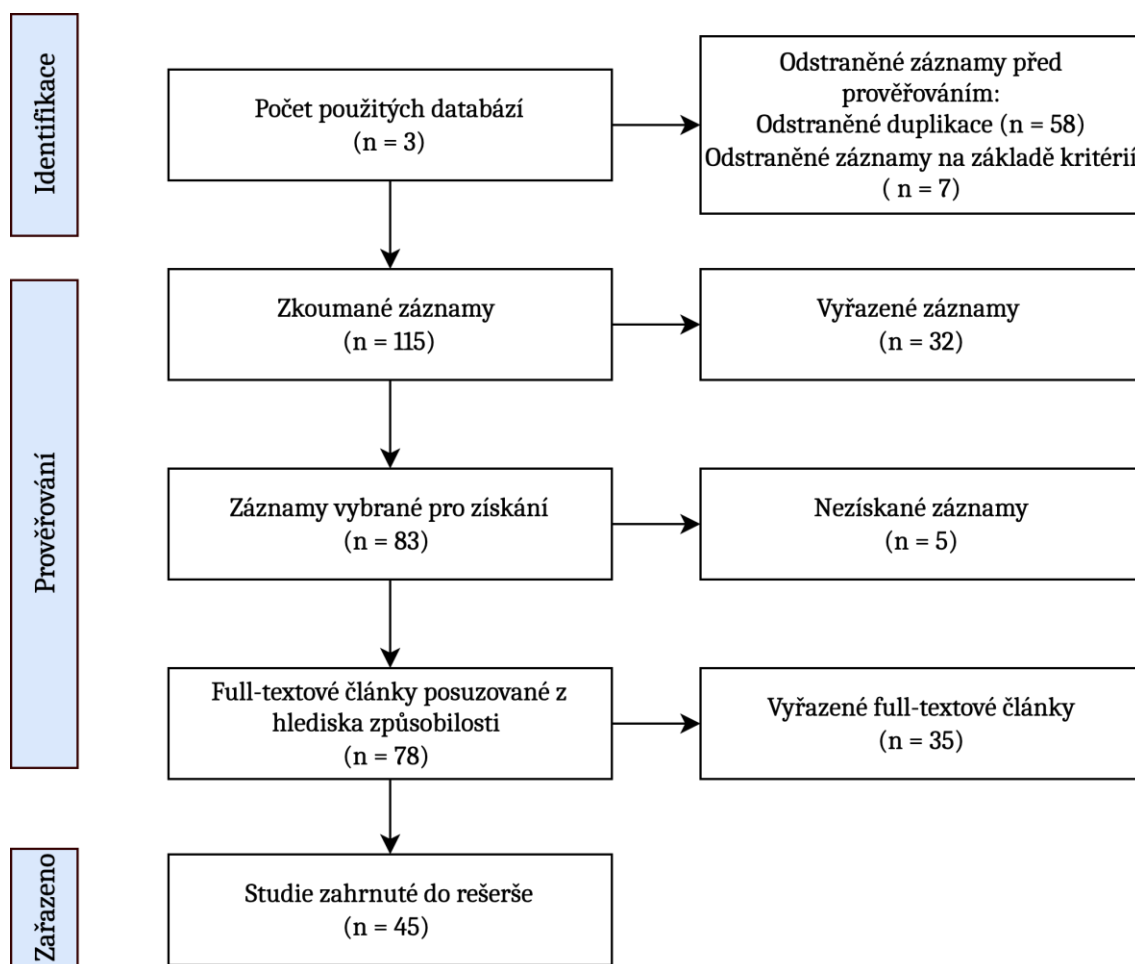 Identifikace
Počet použitých databází
(n = 3)
Odstraněné záznamy před
prověřováním:
Odstraněné duplikace (n = 58)
Odstraněné záznamy na základě kritérií
( n = 7)
Prověřování
Zkoumané záznamy
(n = 115)
Vyřazené záznamy
(n = 32)
Záznamy vybrané pro získání
(n = 83)
Nezískané záznamy
(n = 5)
Full-textové články posuzované z
hlediska způsobilosti
(n = 78)
Vyřazené full-textové články
(n = 35)
Zařazeno
Studie zahrnuté do rešerše
(n = 45)